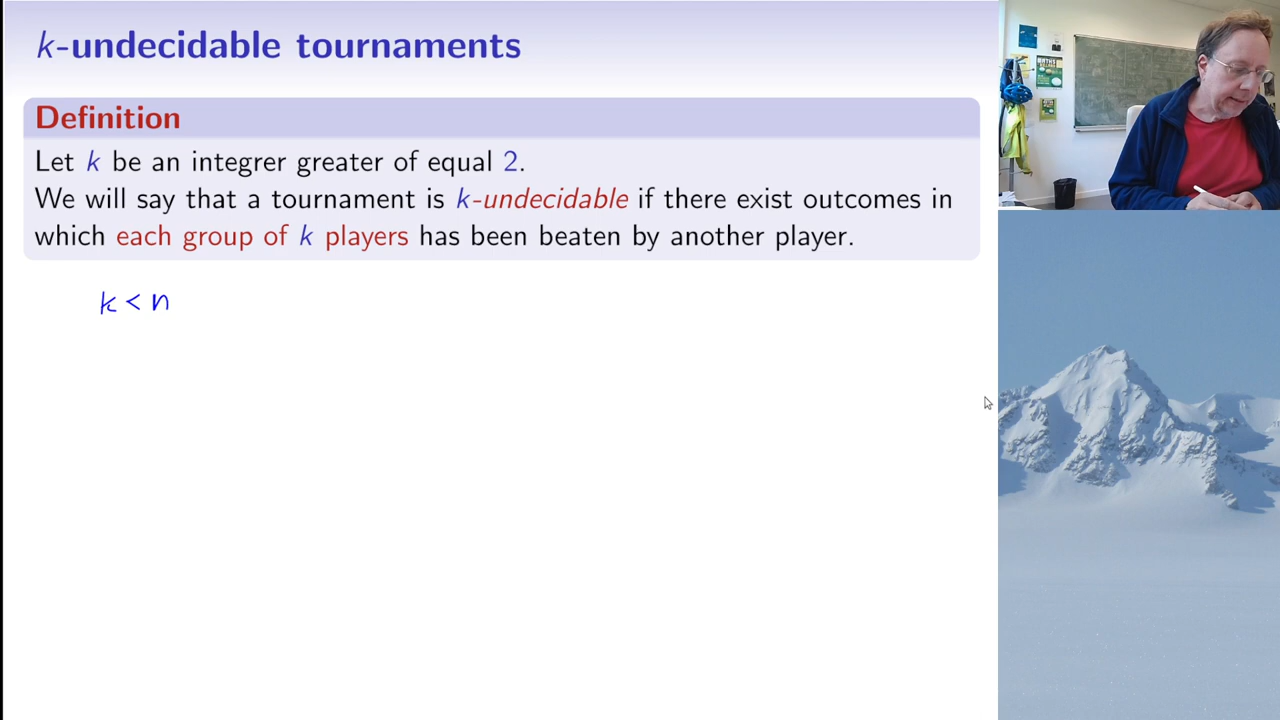 k-undecidable tournaments
Definition
Let k be an integrer greater of equal 2.
We will say that a tournament is k-undecidable if there exist outcomes in
which each group of k players has been beaten by another player.
k < n